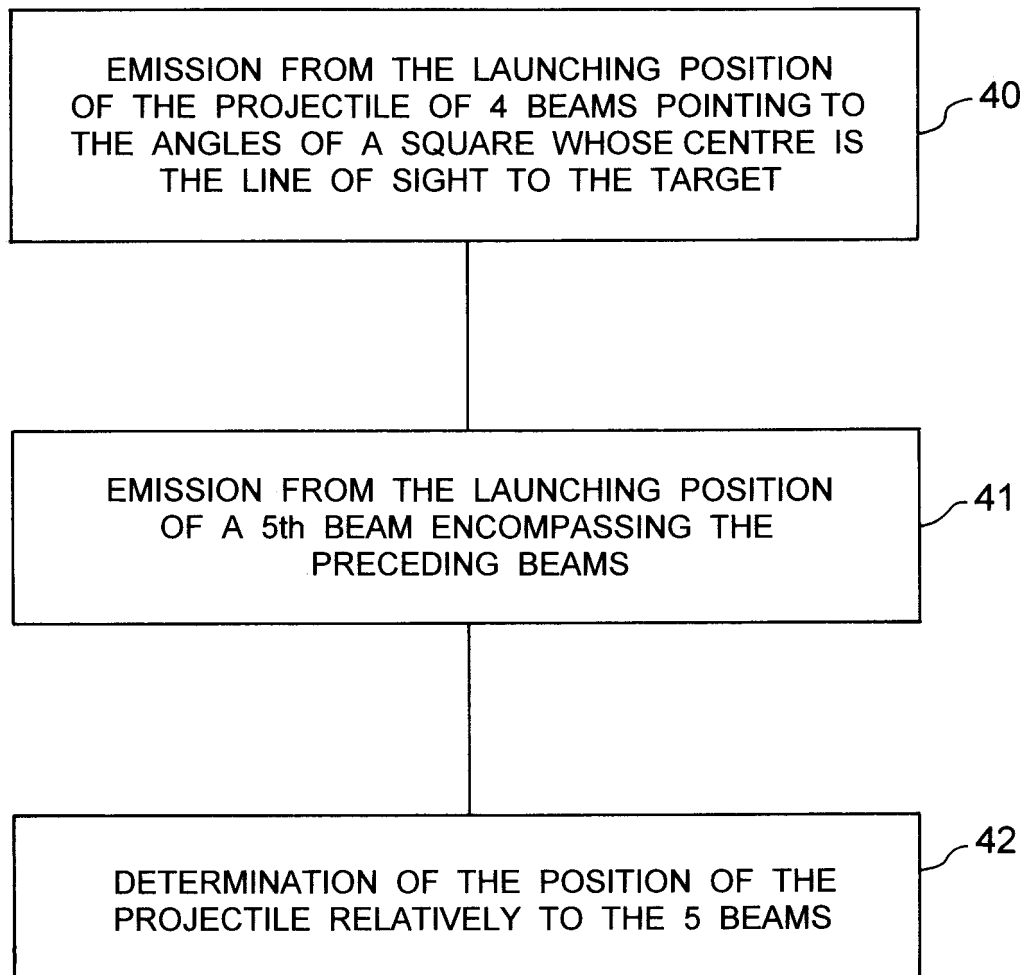 EMISSION FROM THE LAUNCHING POSITION
OF THE PROJECTILE OF 4 BEAMS POINTING TO
THE ANGLES OF A SQUARE WHOSE CENTRE IS
THE LINE OF SIGHT TO THE TARGET
40
EMISSION FROM THE LAUNCHING POSITION
OF A 5th BEAM ENCOMPASSING THE
PRECEDING BEAMS
41
DETERMINATION OF THE POSITION OF THE
PROJECTILE RELATIVELY TO THE 5 BEAMS
42